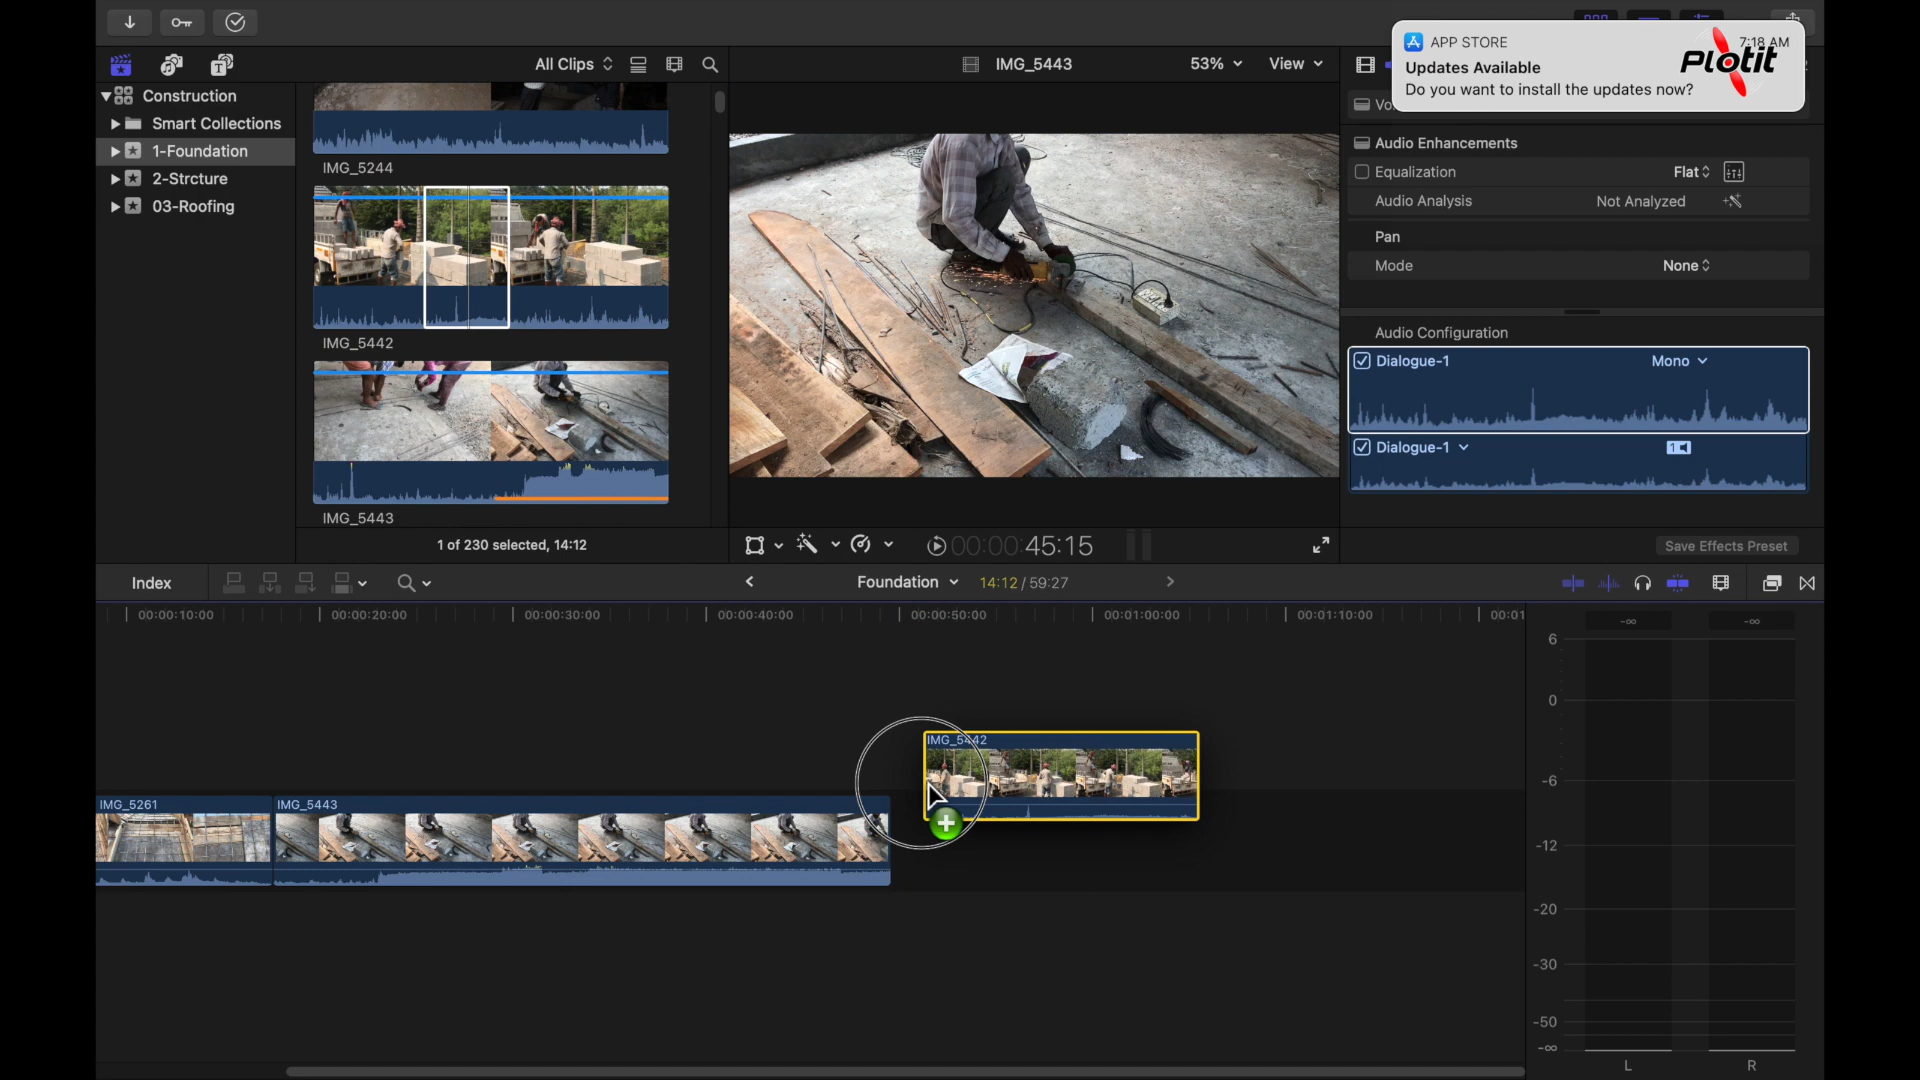 APP STORE
7:18 AM
Plotit
Updates Available
Do you want to install the updates now?
All Clips
IMG_5443
53%
View
Construction
Smart Collections
1-Foundation
2-Strcture
03-Roofing
IMG_5244
IMG_5442
IMG_5443
1 of 230 selected, 14:12
00:00:45:15
Audio Enhancements
Equalization
Flat
Audio Analysis
Not Analyzed
Pan
Mode
None
Audio Configuration
Dialogue-1
Mono
Dialogue-1
1
Save Effects Preset
Index
Foundation
14:12 / 59:27
00:00:10:00
00:00:20:00
00:00:30:00
00:00:40:00
00:00:50:00
00:01:00:00
00:01:10:00
00:01
IMG_5442
IMG_5261
IMG_5443
-∞
-∞
6
0
-6
-12
-20
-30
-50
-∞
L
R